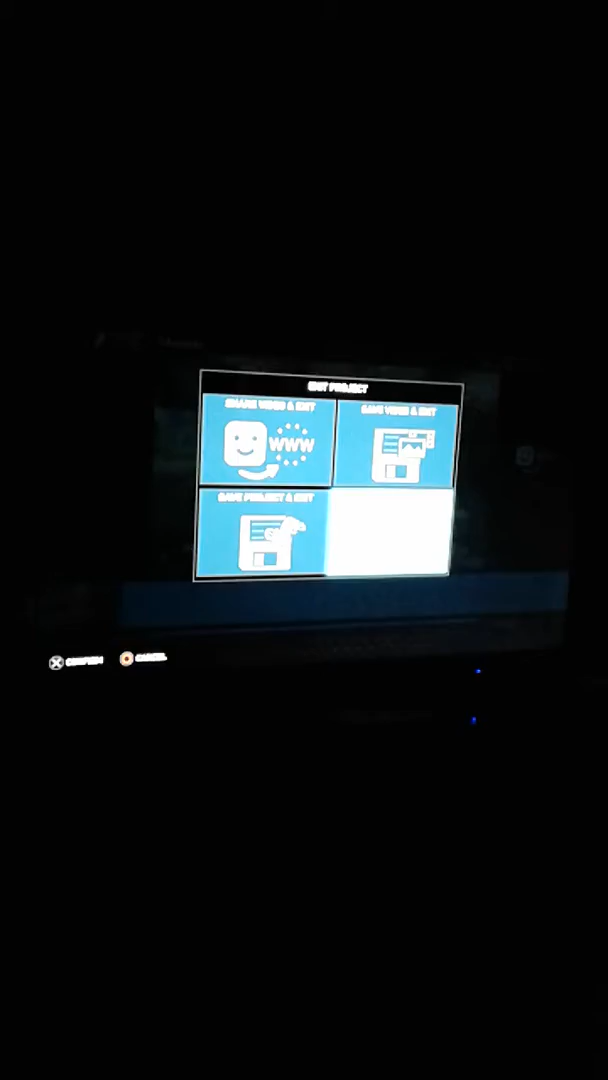 EXIT PROJECT
SHARE VIDEO & EXIT
SAVE VIDEO & EXIT
WWW
SAVE PROJECT & EXIT
CONFIRM
CANCEL